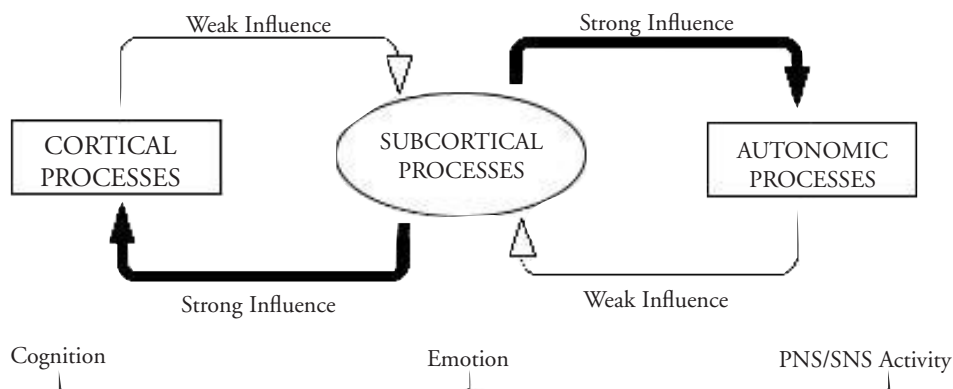 Weak Influence
Strong Influence
CORTICAL
PROCESSES
SUBCORTICAL
PROCESSES
AUTONOMIC
PROCESSES
Strong Influence
Weak Influence
Cognition
Emotion
PNS/SNS Activity